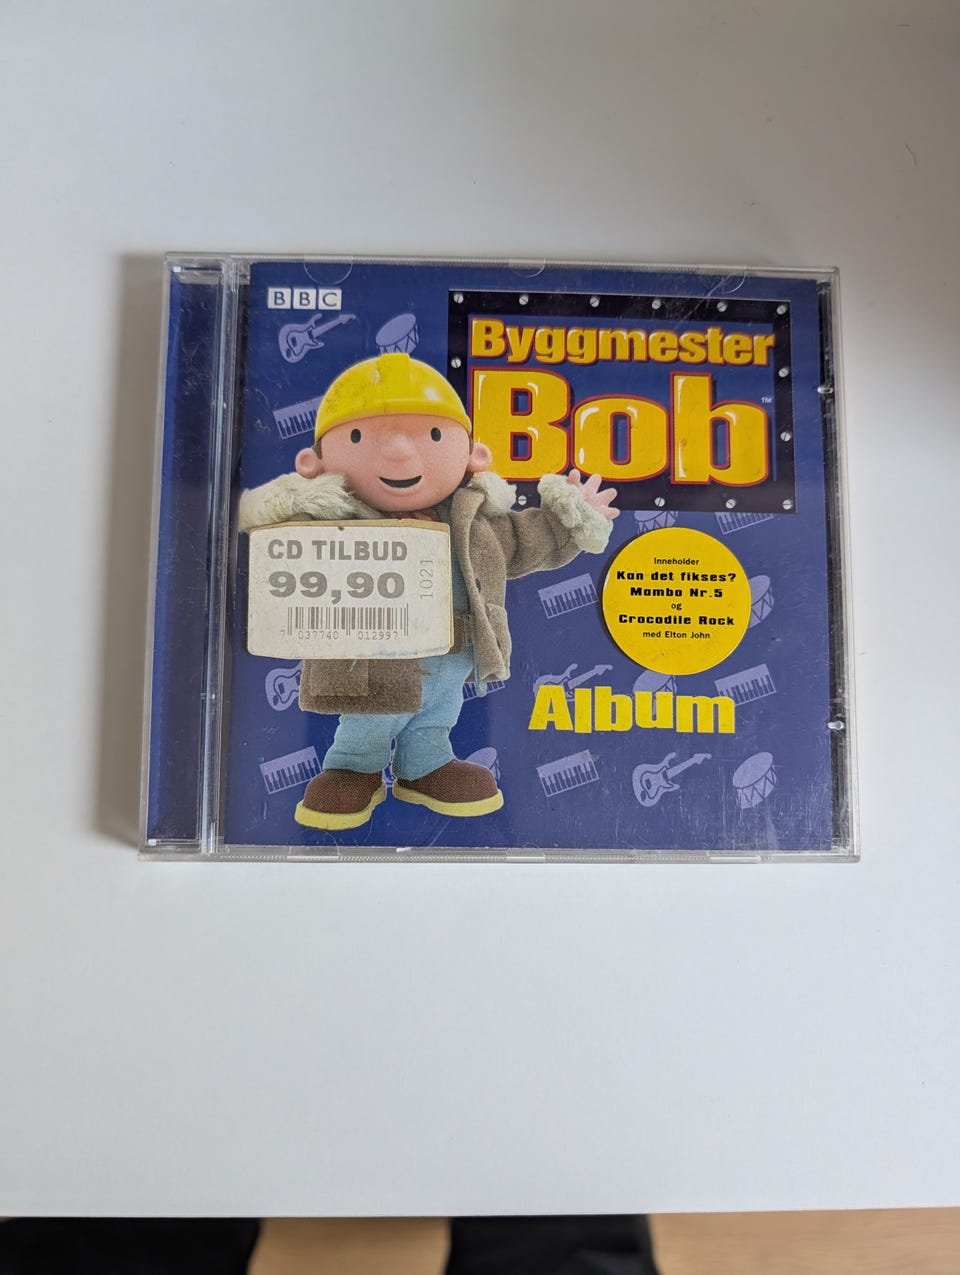 BBC
Byggmester
Bob™
CD TILBUD
99,90
1021
7 037740 012997
Inneholder
Kan det fikses?
Mambo Nr.5
og
Crocodile Rock
med Elton John
Album